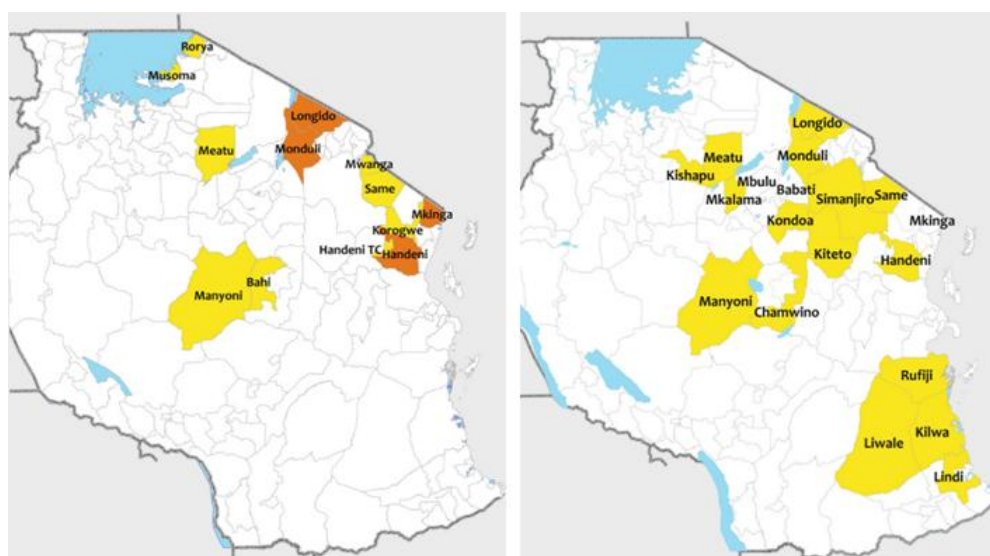 Rorya
Musoma
Longido
Meatu
Monduli
Mwanga
Same
Mkinga
Korogwe
Handeni TC
Handeni
Bahi
Manyoni
Longido
Meatu
Monduli
Kishapu
Mbulu
Babati
Mkalama
Simanjiro
Same
Kondoa
Mkinga
Kiteto
Handeni
Manyoni
Chamwino
Rufiji
Kilwa
Liwale
Lindi